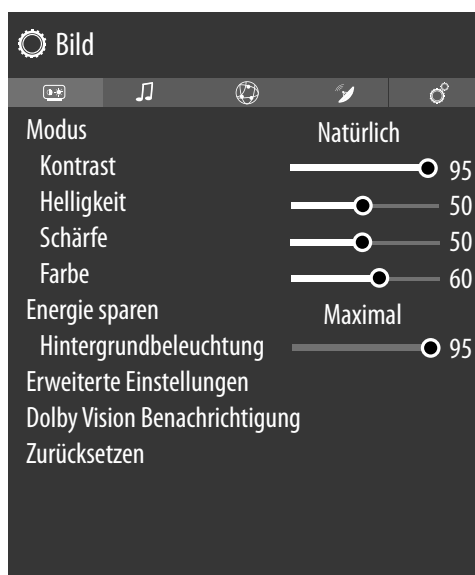 Bild
Modus Natürlich
Kontrast 95
Helligkeit 50
Schärfe 50
Farbe 60
Energie sparen Maximal
Hintergrundbeleuchtung 95
Erweiterte Einstellungen
Dolby Vision Benachrichtigung
Zurücksetzen